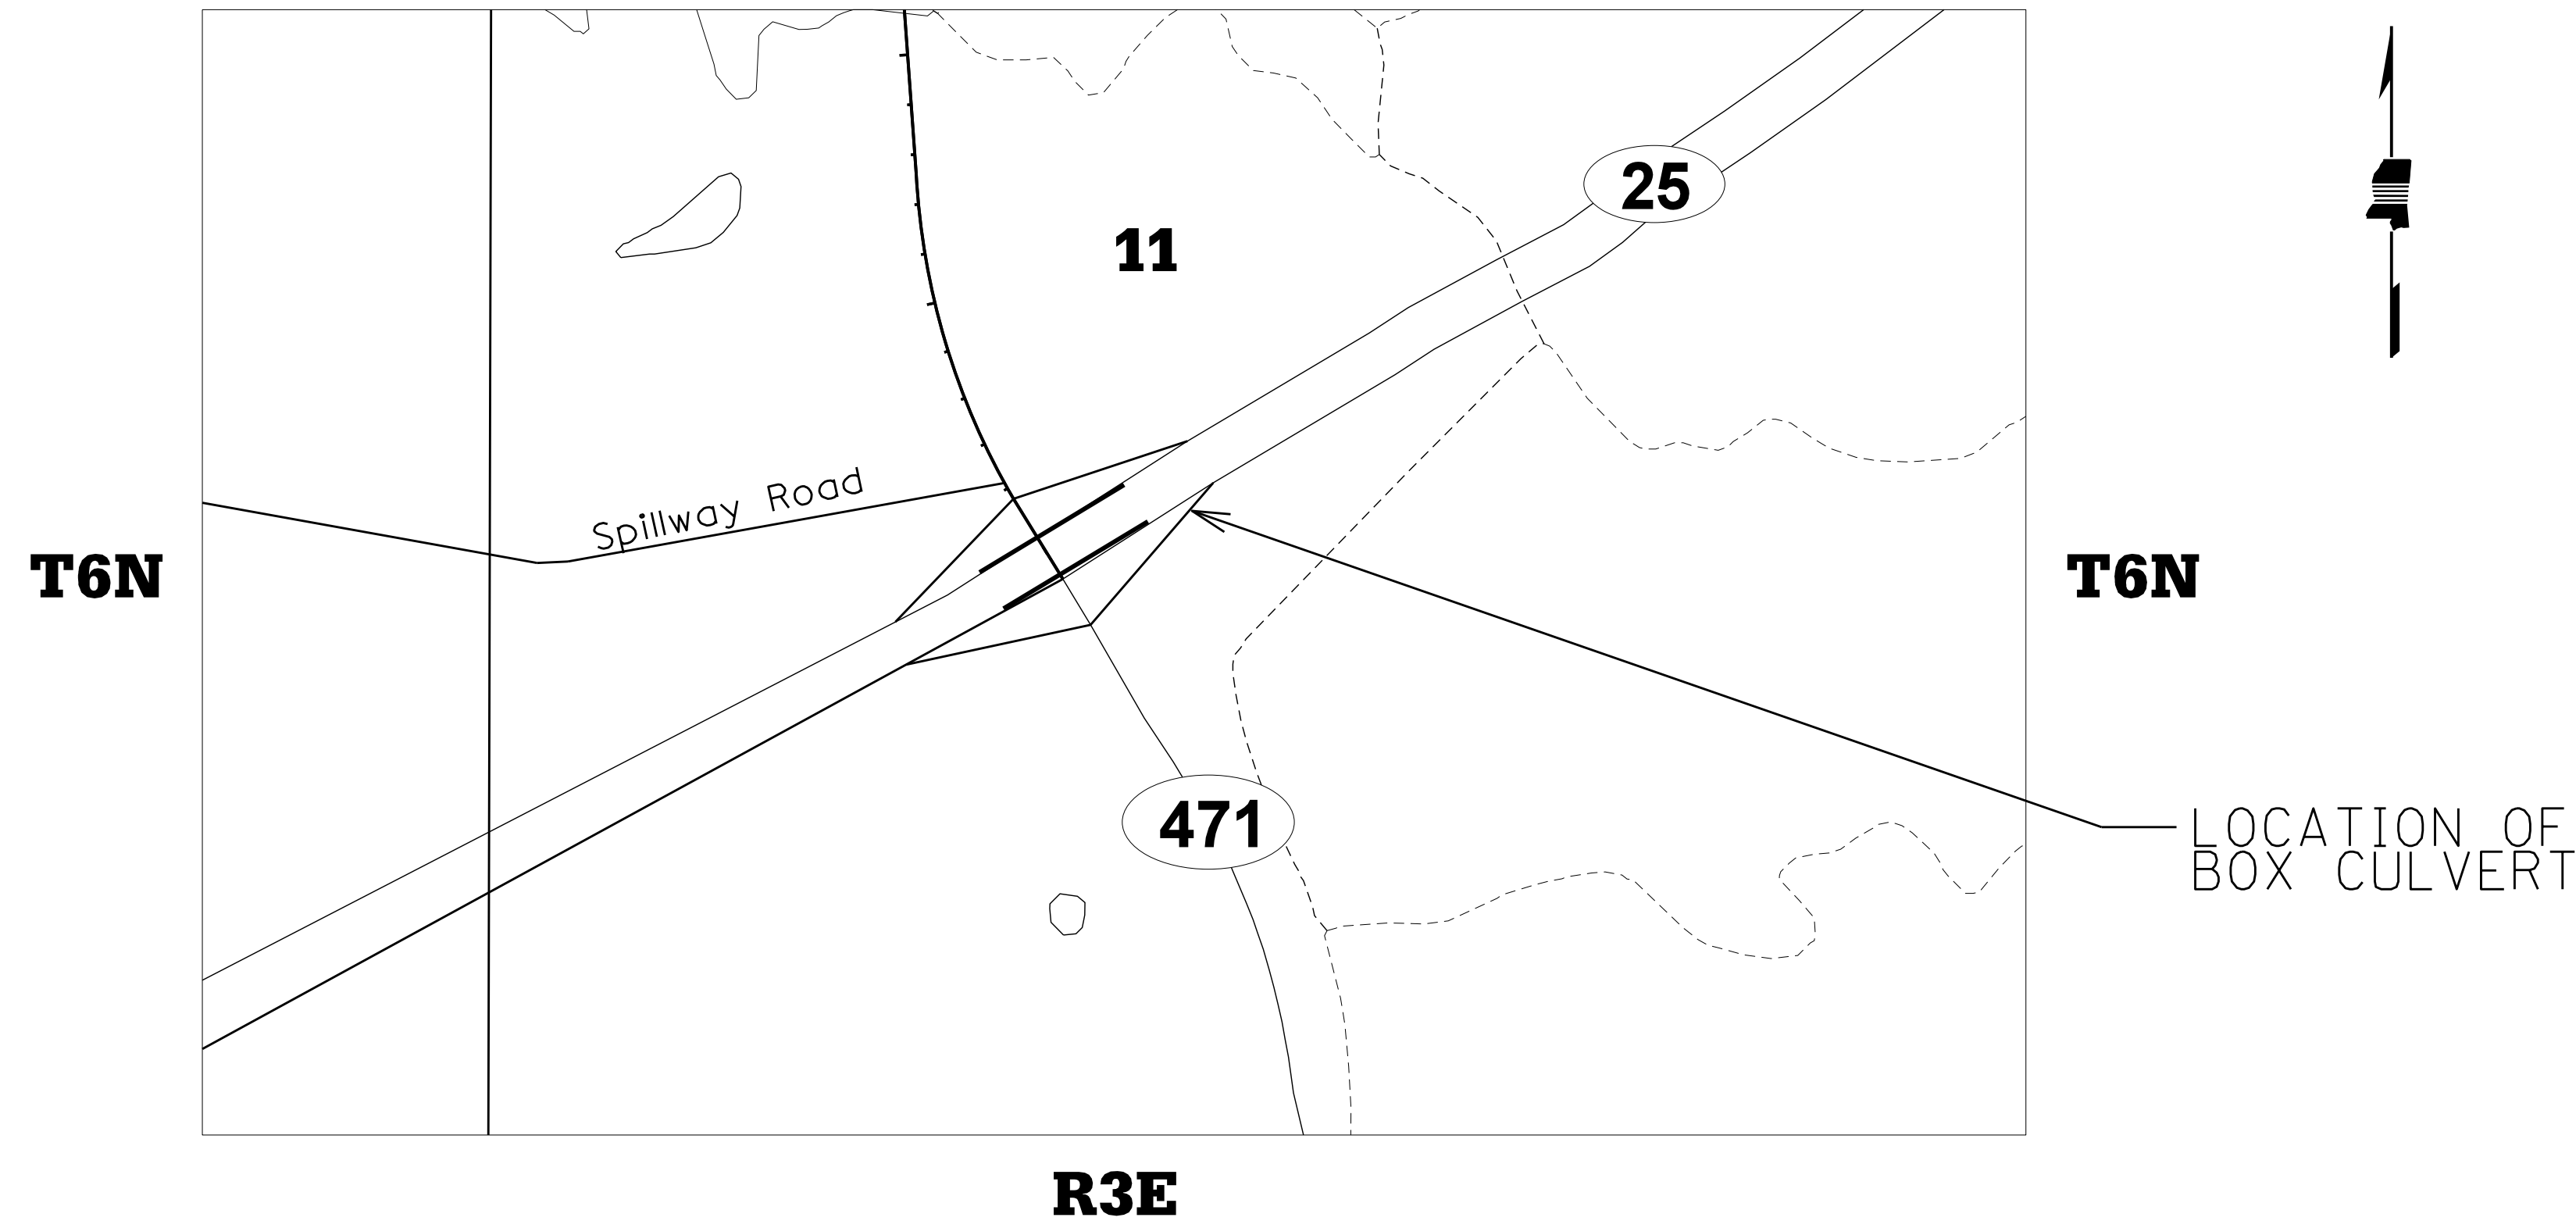 25
11
Spillway Road
T6N
T6N
471
LOCATION OF
BOX CULVERT
R3E